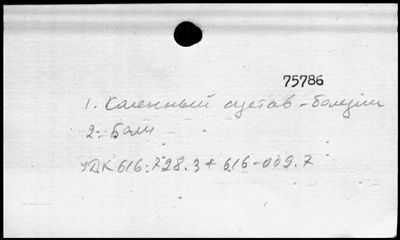 75786
1. Коленный сустав - болезни
2. Боли
УДК 616.728.3 + 616-009.7